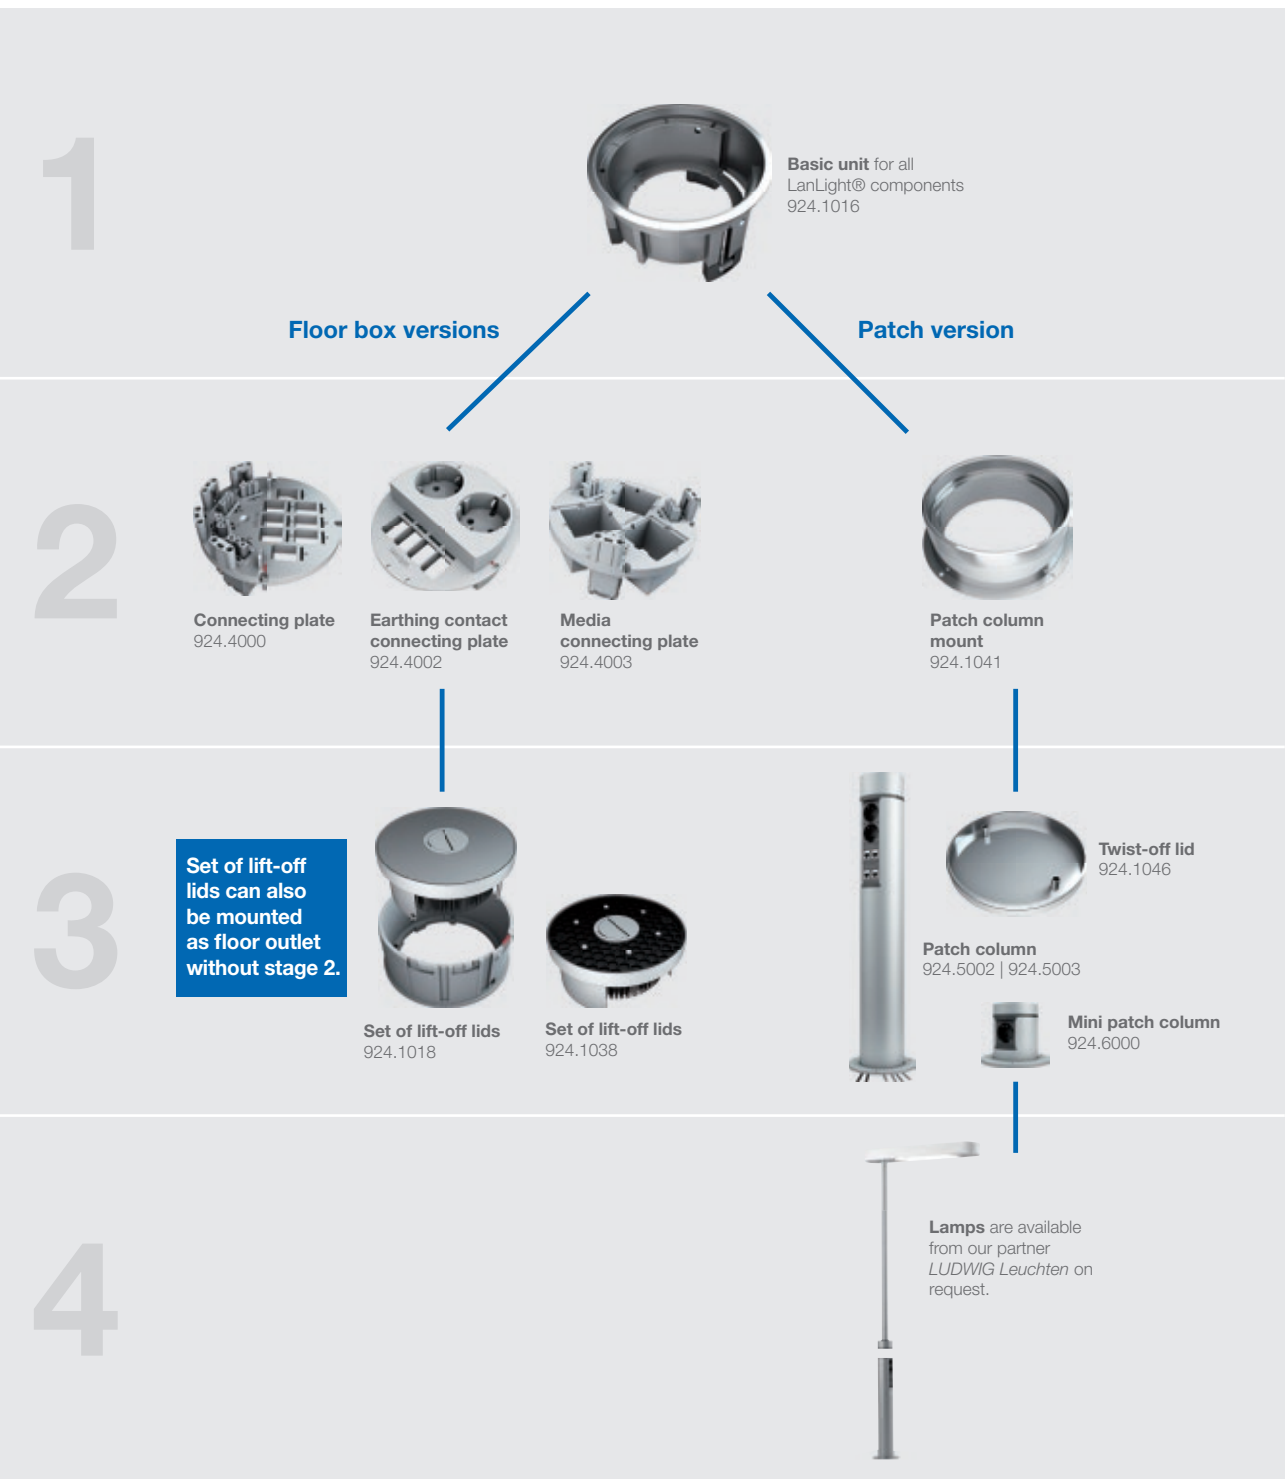 1
Basic unit for all
LanLight® components
924.1016
Floor box versions
Patch version
2
Connecting plate
924.4000
Earthing contact
connecting plate
924.4002
Media
connecting plate
924.4003
Patch column
mount
924.1041
3
Set of lift-off
lids can also
be mounted
as floor outlet
without stage 2.
Set of lift-off lids
924.1018
Set of lift-off lids
924.1038
Twist-off lid
924.1046
Patch column
924.5002 | 924.5003
Mini patch column
924.6000
4
Lamps are available
from our partner
LUDWIG Leuchten on
request.